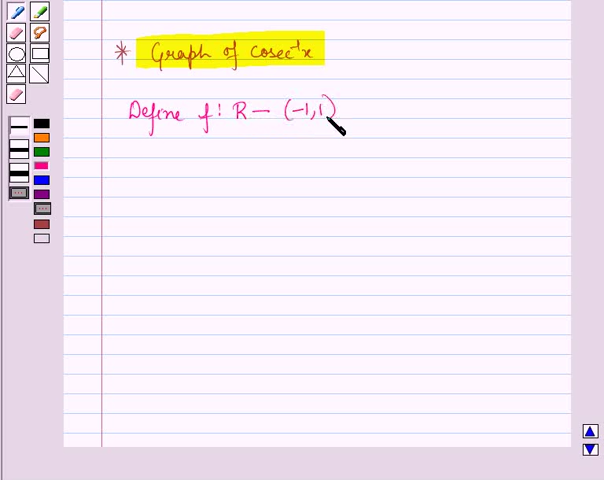 * Graph of cosec⁻¹x
Define f: R − (−1,1)